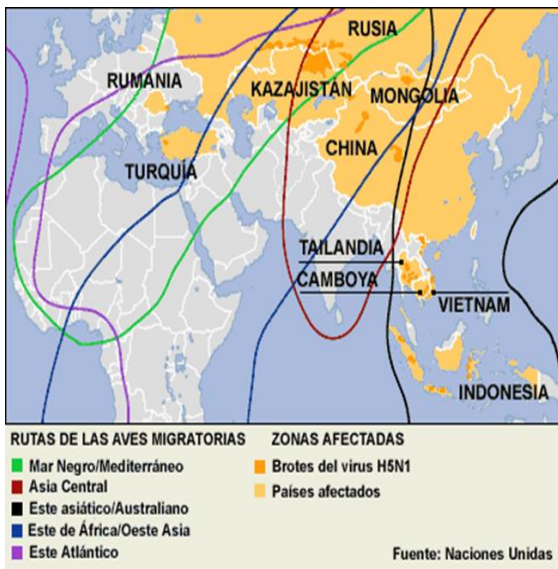 RUSIA
RUMANIA
KAZAJISTÁN
MONGOLIA
CHINA
TURQUÍA
TAILANDIA
CAMBOYA
VIETNAM
INDONESIA
RUTAS DE LAS AVES MIGRATORIAS
Mar Negro/Mediterráneo
Asia Central
Este asiático/Australiano
Este de África/Oeste Asia
Este Atlántico
ZONAS AFECTADAS
Brotes del virus H5N1
Países afectados
Fuente: Naciones Unidas